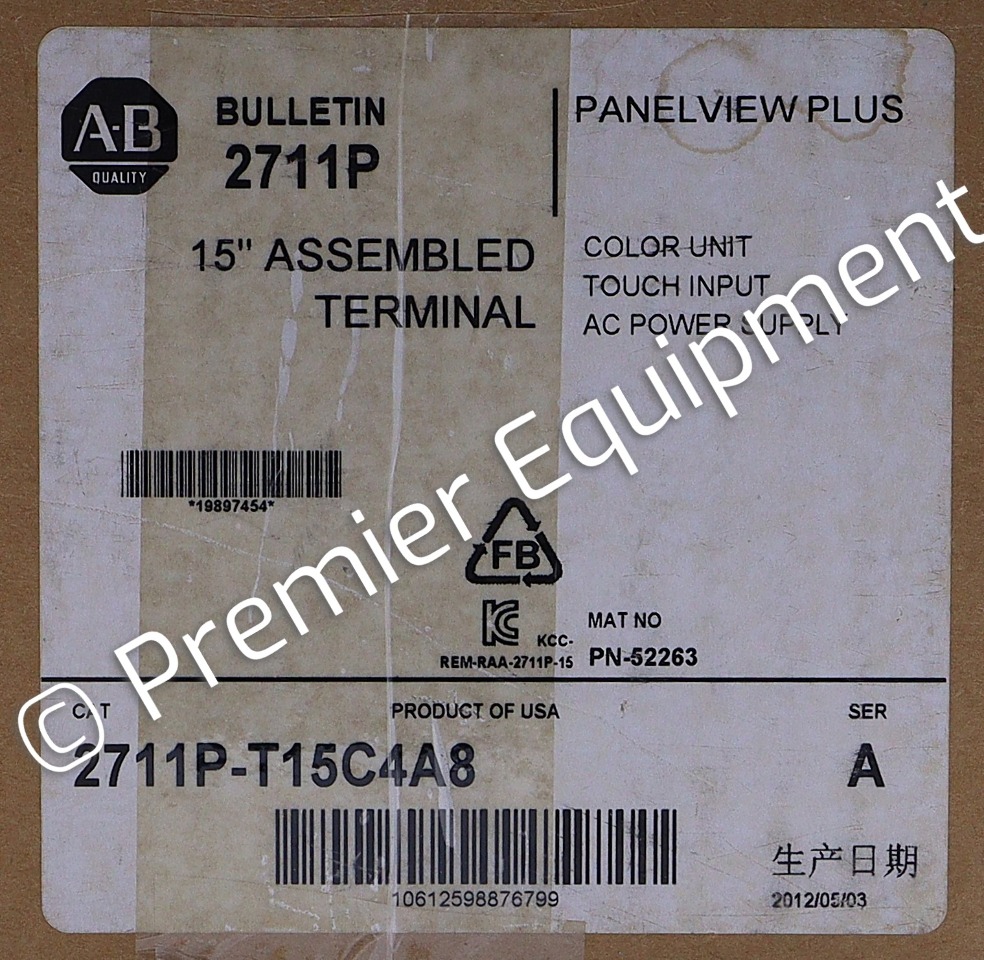 A-B
QUALITY
BULLETIN
2711P
PANELVIEW PLUS
15" ASSEMBLED
TERMINAL
COLOR UNIT
TOUCH INPUT
AC POWER SUPPLY
*19897454*
FB
KC
KCC-
REM-RAA-2711P-15
MAT NO
PN-52263
CAT
PRODUCT OF USA
SER
2711P-T15C4A8
A
10612598876799
生产日期
2012/05/03
© Premier Equipment